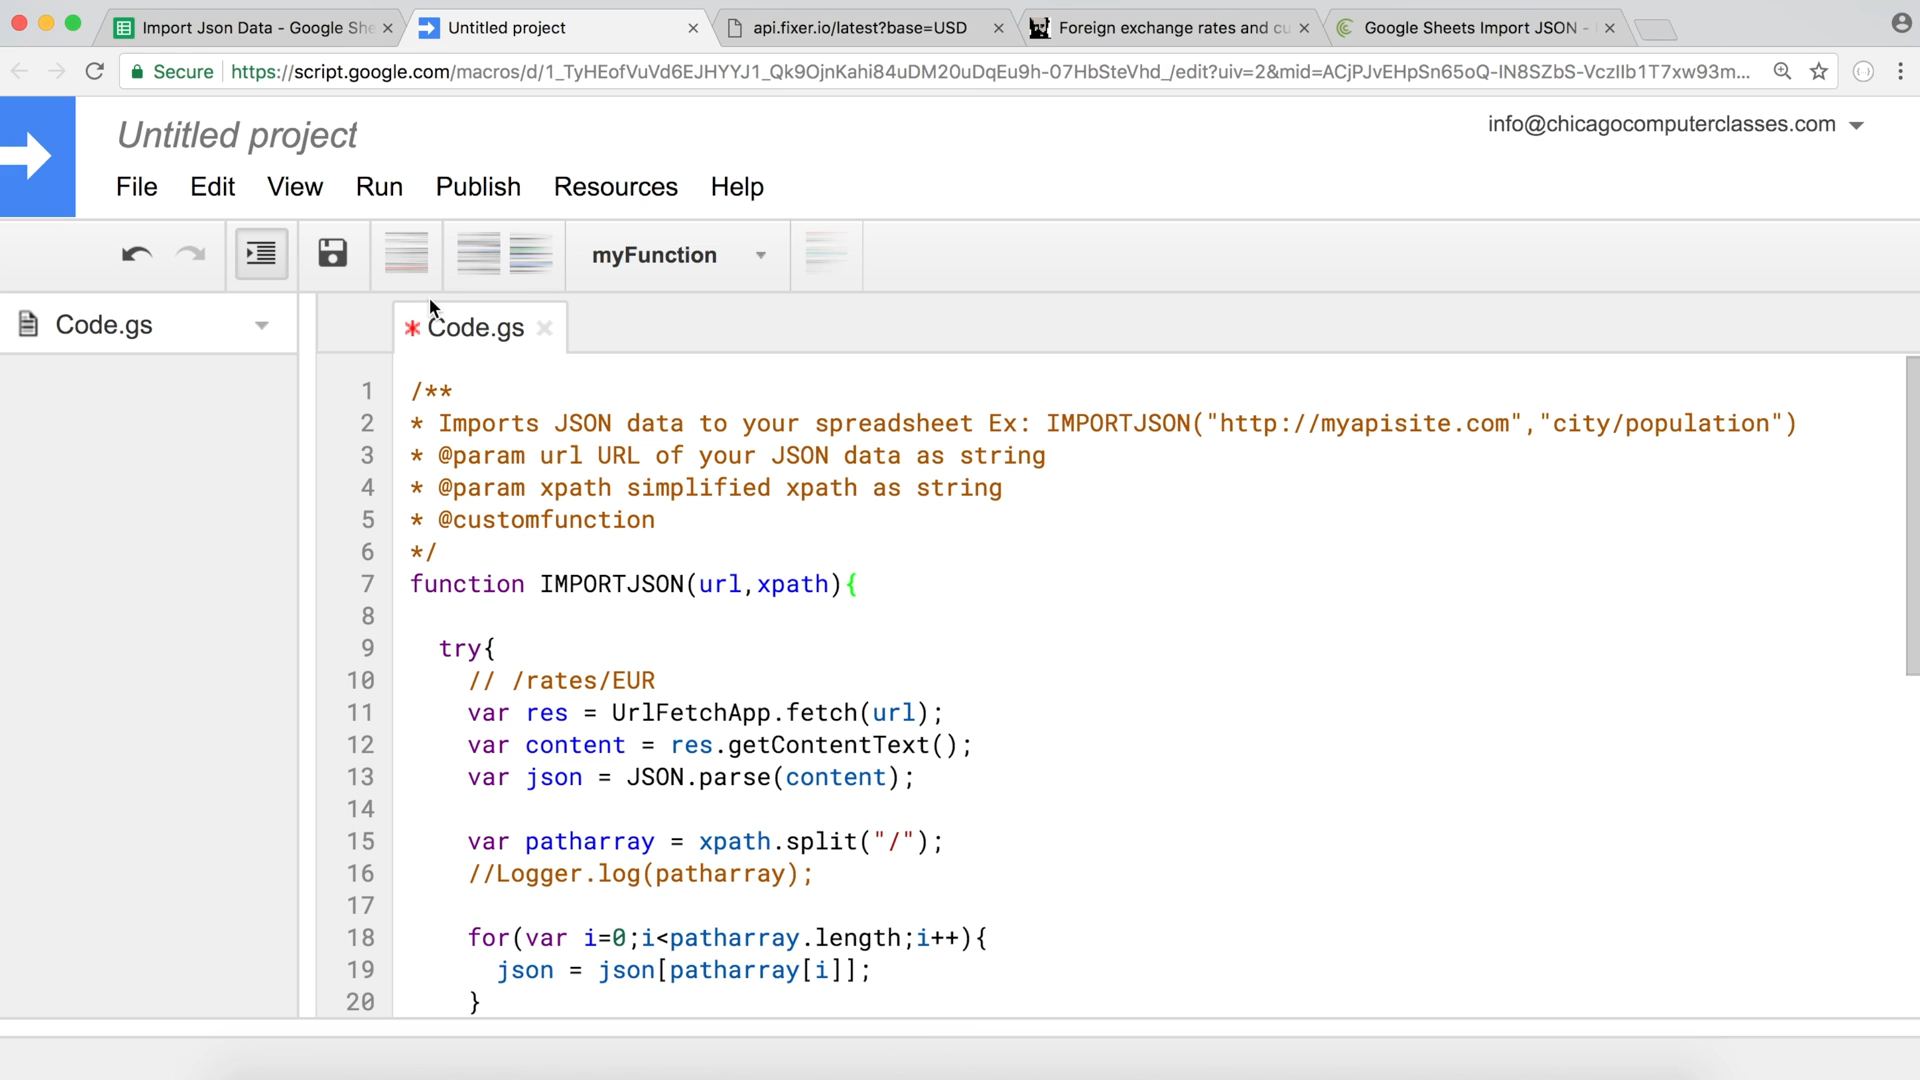 Import Json Data - Google She
Untitled project
api.fixer.io/latest?base=USD
Foreign exchange rates and cu
Google Sheets Import JSON -
Secure
https://script.google.com/macros/d/1_TyHEofVuVd6EJHYYJ1_Qk9OjnKahi84uDM20uDqEu9h-07HbSteVhd_/edit?uiv=2&mid=ACjPJvEHpSn65oQ-IN8SZbS-VczIIb1T7xw93m...
Untitled project
info@chicagocomputerclasses.com
File Edit View Run Publish Resources Help
myFunction
Code.gs
* Code.gs
1 /**
2 * Imports JSON data to your spreadsheet Ex: IMPORTJSON("http://myapisite.com","city/population")
3 * @param url URL of your JSON data as string
4 * @param xpath simplified xpath as string
5 * @customfunction
6 */
7 function IMPORTJSON(url,xpath){
8
9 try{
10 // /rates/EUR
11 var res = UrlFetchApp.fetch(url);
12 var content = res.getContentText();
13 var json = JSON.parse(content);
14
15 var patharray = xpath.split("/");
16 //Logger.log(patharray);
17
18 for(var i=0;i<patharray.length;i++){
19 json = json[patharray[i]];
20 }